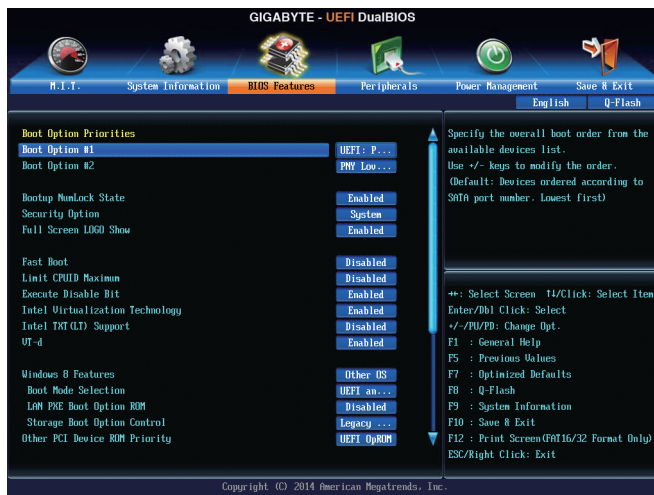 GIGABYTE - UEFI DualBIOS
M.I.T.
System Information
BIOS Features
Peripherals
Power Management
Save & Exit
English
Q-Flash
Boot Option Priorities
Boot Option #1 UEFI: P...
Boot Option #2 PNY Lov...
Bootup NumLock State Enabled
Security Option System
Full Screen LOGO Show Enabled
Fast Boot Disabled
Limit CPUID Maximum Disabled
Execute Disable Bit Enabled
Intel Virtualization Technology Enabled
Intel TXT(LT) Support Disabled
VT-d Enabled
Windows 8 Features Other OS
Boot Mode Selection UEFI an...
LAN PXE Boot Option ROM Disabled
Storage Boot Option Control Legacy ...
Other PCI Device ROM Priority UEFI OpROM
Specify the overall boot order from the
available devices list.
Use +/- keys to modify the order.
(Default: Devices ordered according to
SATA port number. Lowest first)
→←: Select Screen ↑↓/Click: Select Item
Enter/Dbl Click: Select
+/-/PU/PD: Change Opt.
F1 : General Help
F5 : Previous Values
F7 : Optimized Defaults
F8 : Q-Flash
F9 : System Information
F10 : Save & Exit
F12 : Print Screen(FAT16/32 Format Only)
ESC/Right Click: Exit
Copyright (C) 2014 American Megatrends, Inc.